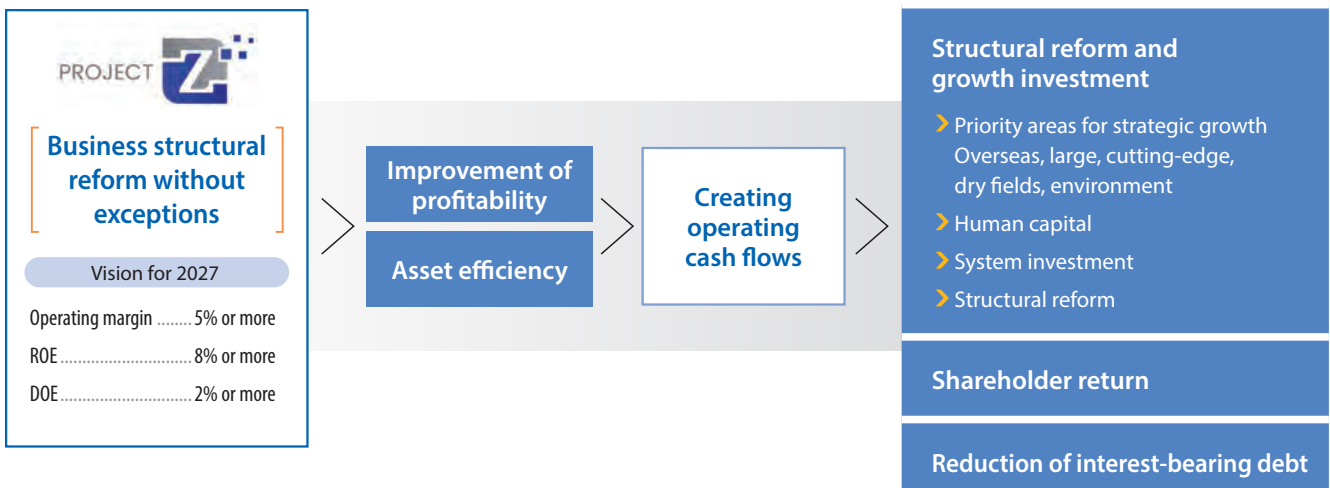 PROJECT Z
Business structural
reform without
exceptions
Vision for 2027
Operating margin ........ 5% or more
ROE .............................. 8% or more
DOE .............................. 2% or more
Improvement of
profitability
Asset efficiency
Creating
operating
cash flows
Structural reform and
growth investment
Priority areas for strategic growth
Overseas, large, cutting-edge,
dry fields, environment
Human capital
System investment
Structural reform
Shareholder return
Reduction of interest-bearing debt